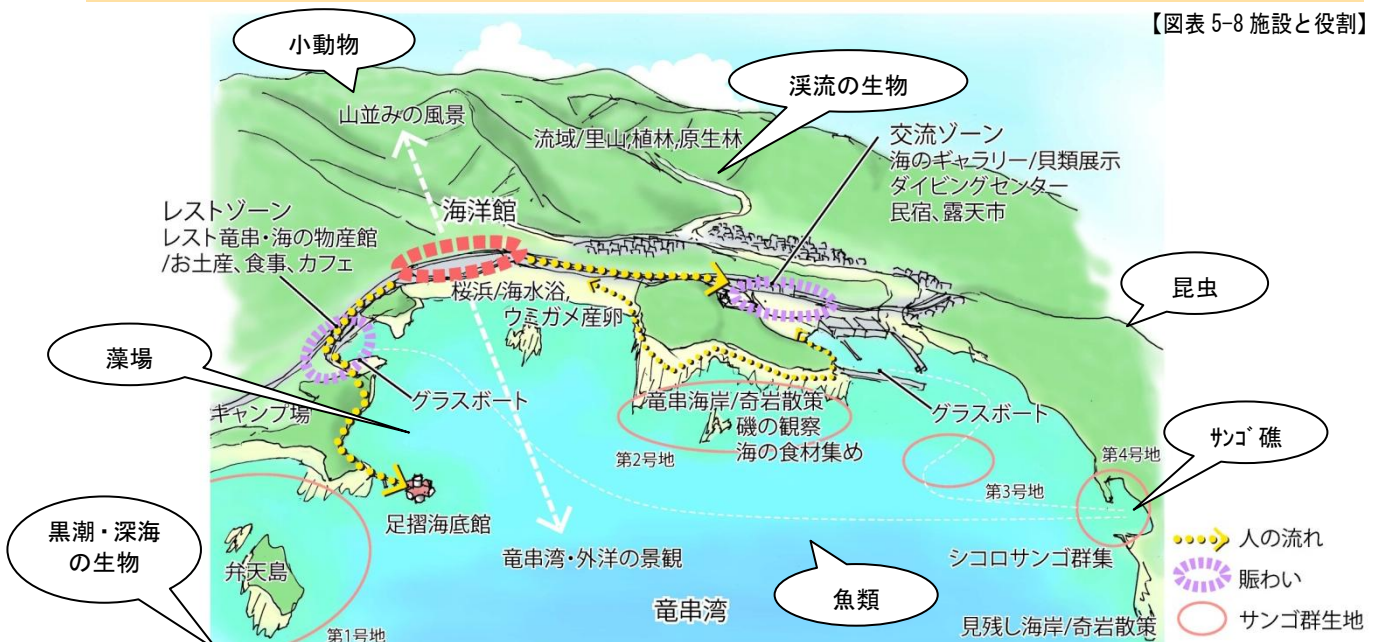 【図表 5-8 施設と役割】
小動物
渓流の生物
山並みの風景
流域/里山,植林,原生林
交流ゾーン
海のギャラリー/貝類展示
ダイビングセンター
民宿、露天市
海洋館
レストゾーン
レスト竜串・海の物産館
/お土産、食事、カフェ
昆虫
桜浜/海水浴,
ウミガメ産卵
藻場
グラスボート
キャンプ場
竜串海岸/奇岩散策
磯の観察
海の食材集め
グラスボート
サンゴ礁
第2号地
第4号地
第3号地
足摺海底館
黒潮・深海
の生物
弁天島
竜串湾・外洋の景観
シコロサンゴ群集
人の流れ
賑わい
魚類
竜串湾
見残し海岸/奇岩散策
サンゴ群生地
第1号地